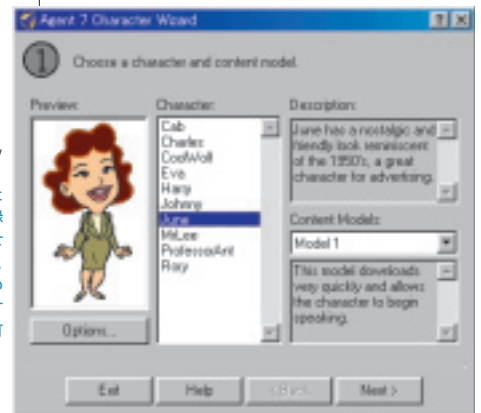 Agent 7 Character Wizard
1
Choose a character and content model.
Preview:
Character:
Cab
Charles
CoolWolf
Eva
Harry
Johnny
June
MrLee
ProfessorAnt
Roxy
Description:
June has a nostalgic and
friendly look reminiscent
of the 1950's, a great
character for advertising.
Content Models:
Model 1
This model downloads
very quickly and allows
the character to begin
speaking.
Options...
Exit
Help
< Back
Next >